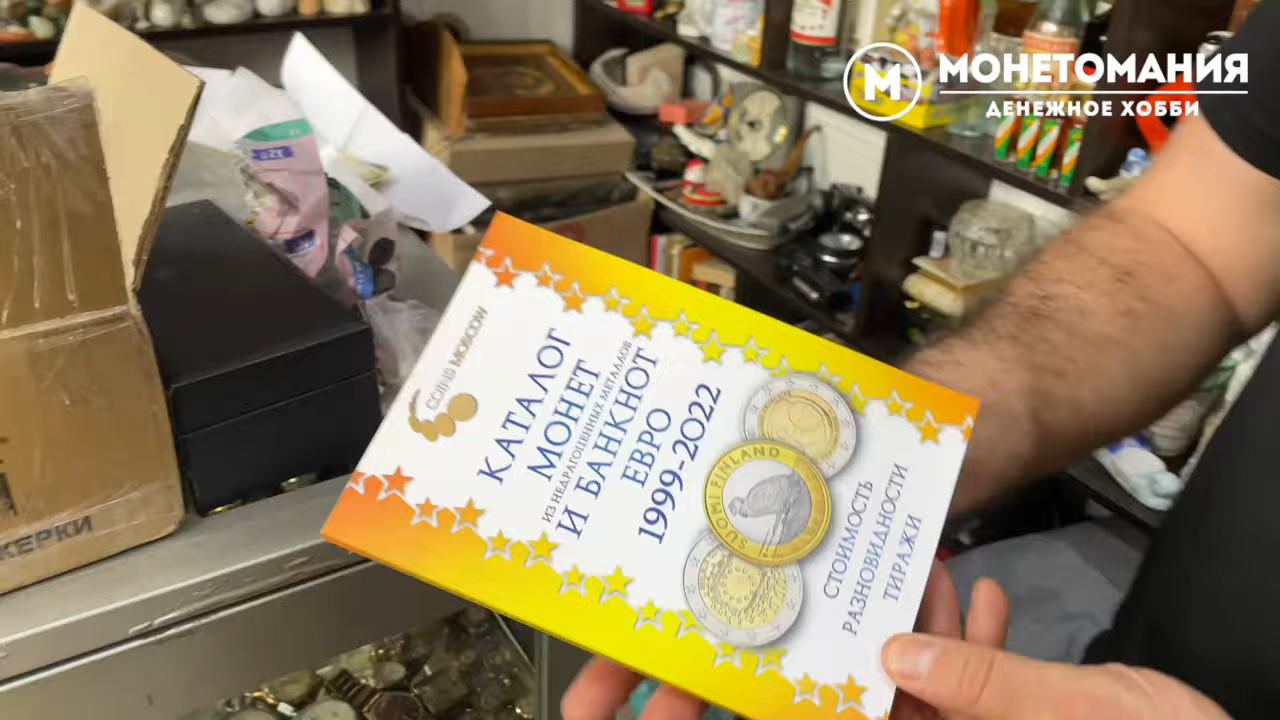 МОНЕТОМАНИЯ
ДЕНЕЖНОЕ ХОББИ
М
COINS MOSCOW
КАТАЛОГ
МОНЕТ
ИЗ НЕДРАГОЦЕННЫХ МЕТАЛЛОВ
И БАНКНОТ
ЕВРО
1999-2022
SUOMI FINLAND
СТОИМОСТЬ
РАЗНОВИДНОСТИ
ТИРАЖИ
КЕРКИ